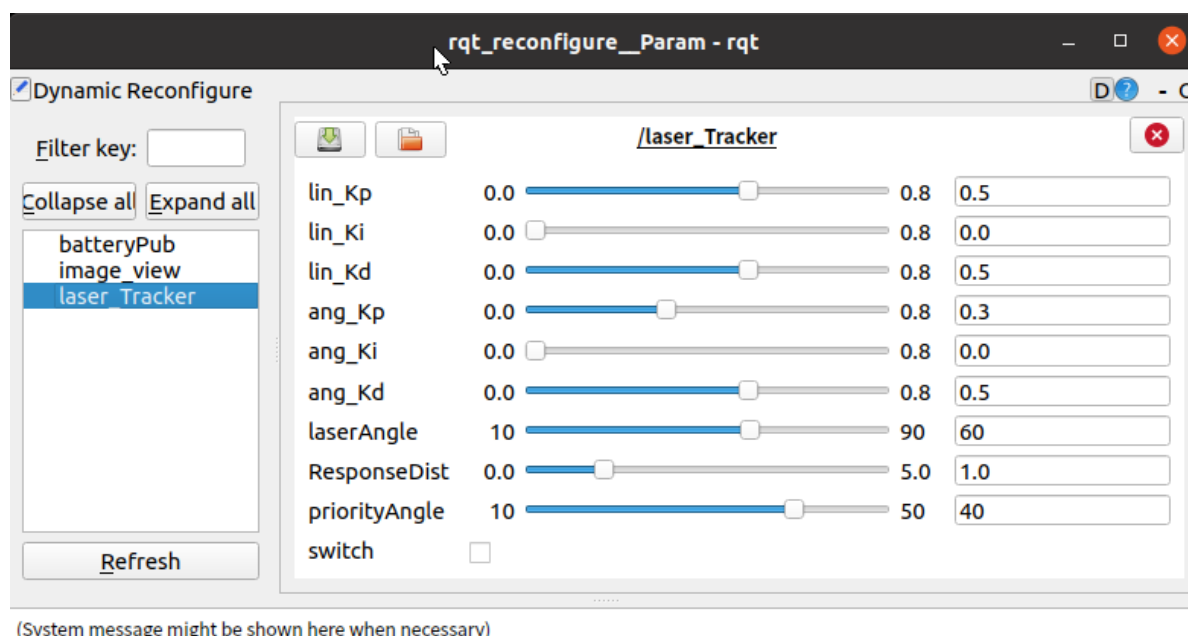 rqt_reconfigure__Param - rqt
Dynamic Reconfigure
D ? - C
Filter key:
/laser_Tracker
Collapse all Expand all
batteryPub
image_view
laser_Tracker
Refresh
lin_Kp 0.0 0.8 0.5
lin_Ki 0.0 0.8 0.0
lin_Kd 0.0 0.8 0.5
ang_Kp 0.0 0.8 0.3
ang_Ki 0.0 0.8 0.0
ang_Kd 0.0 0.8 0.5
laserAngle 10 90 60
ResponseDist 0.0 5.0 1.0
priorityAngle 10 50 40
switch
(System message might be shown here when necessary)